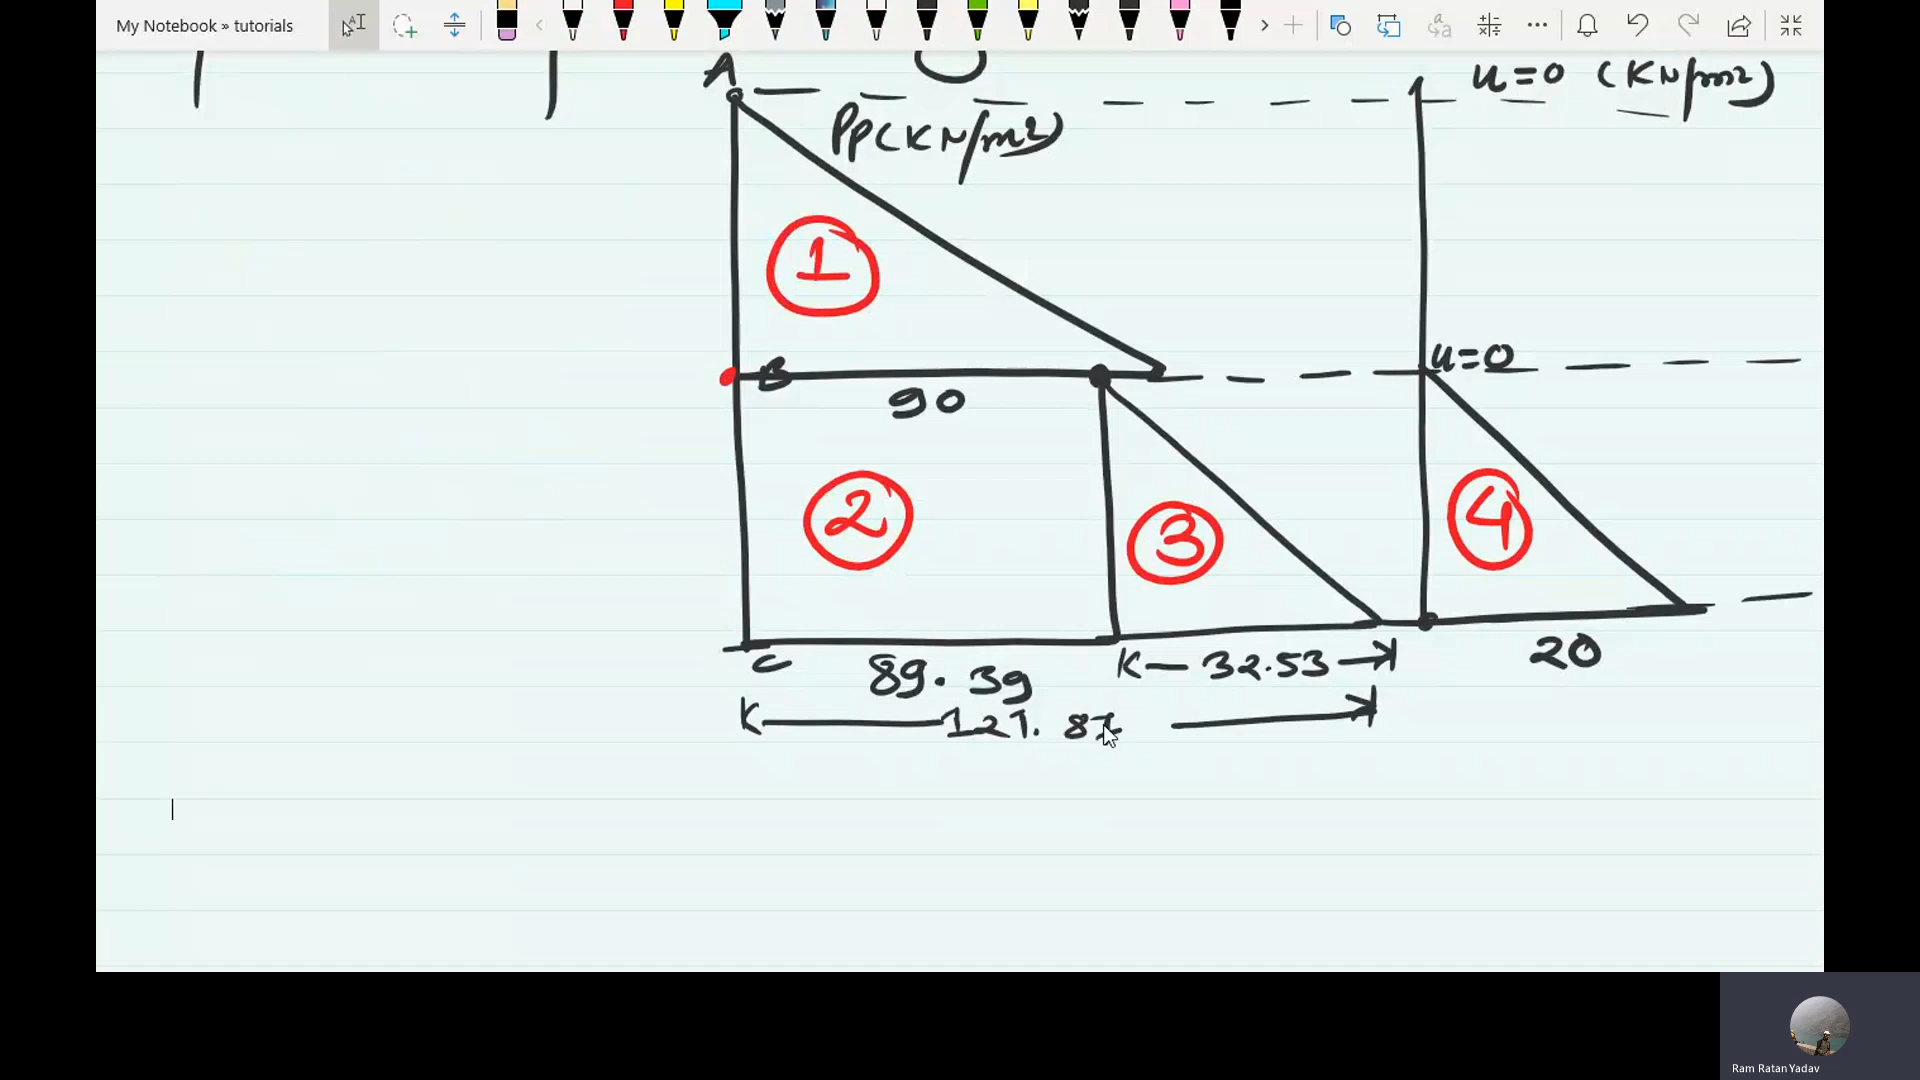 My Notebook » tutorials
A
u=0 (KN/m2)
Pp(KN/m2)
1
B
u=0
90
2
3
4
C
89.39
K— 32.53
20
121.87
Ram Ratan Yadav